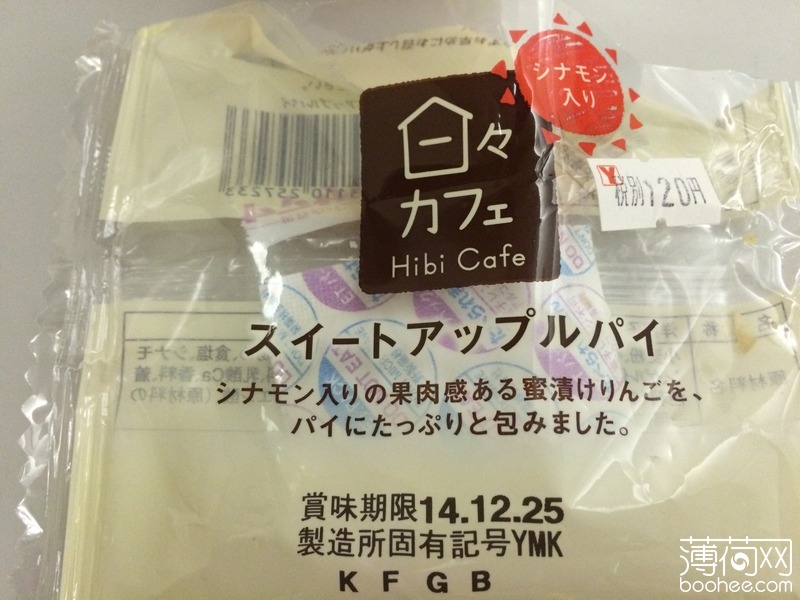 シナモン
入り
日々
カフェ
Hibi Cafe
税別120円
スイートアップルパイ
シナモン入りの果肉感ある蜜漬けりんごを、
パイにたっぷりと包みました。
賞味期限14.12.25
製造所固有記号YMK
K F G B
薄荷网
boohee.com